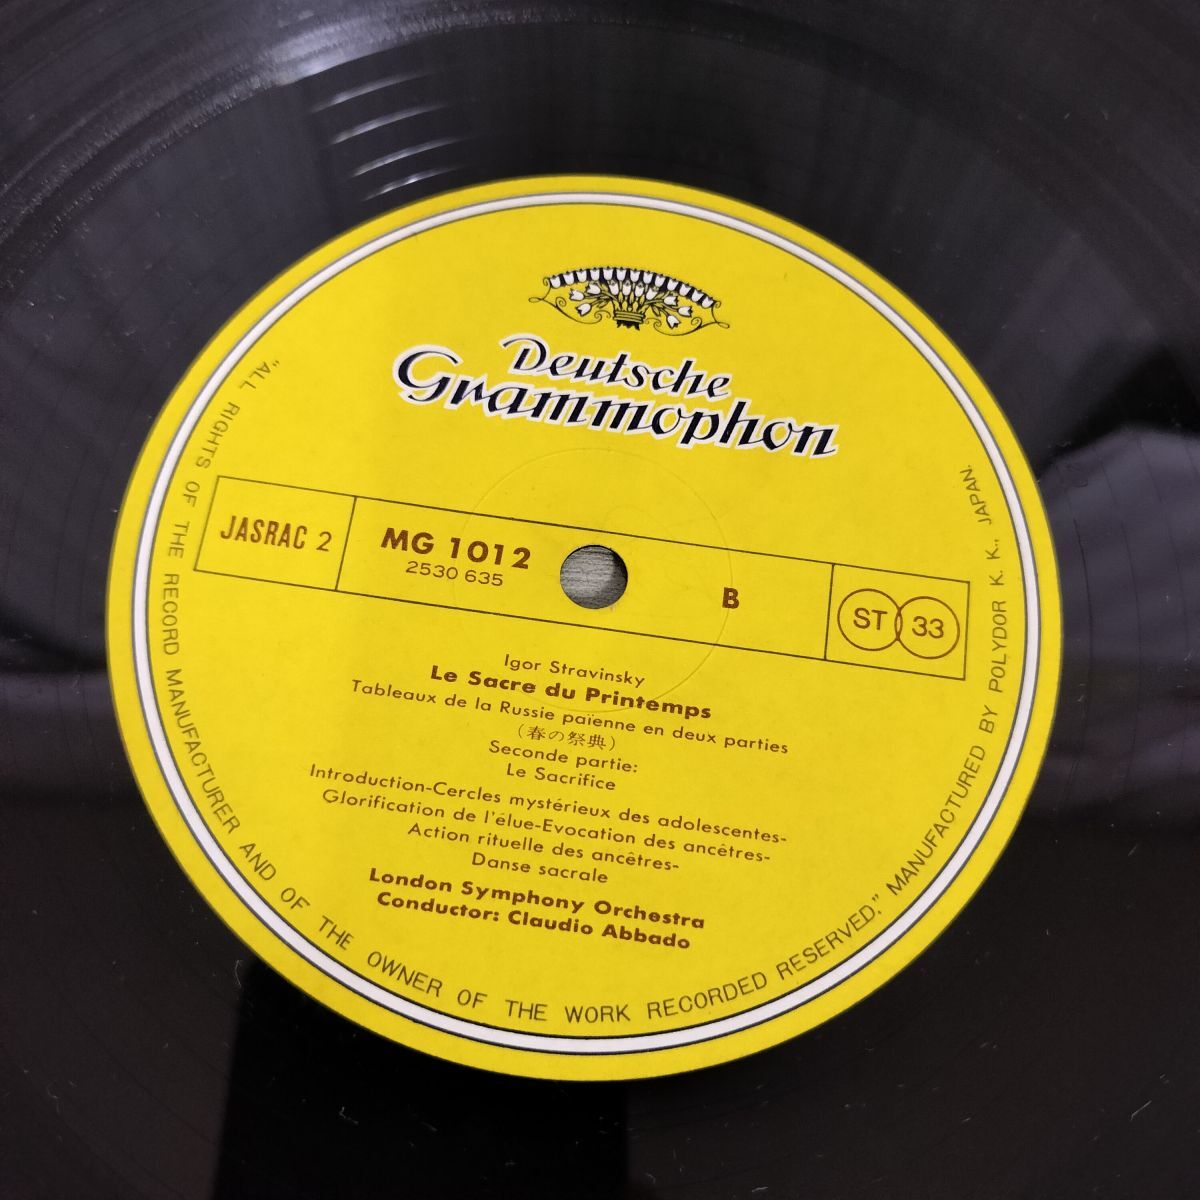 Deutsche
Grammophon
JASRAC 2
MG 1012
2530 635
B
ST 33
Igor Stravinsky
Le Sacre du Printemps
Tableaux de la Russie païenne en deux parties
(春の祭典)
Seconde partie:
Le Sacrifice
Introduction-Cercles mystérieux des adolescentes-
Glorification de l'élue-Evocation des ancêtres-
Action rituelle des ancêtres-
Danse sacrale
London Symphony Orchestra
Conductor: Claudio Abbado
"ALL RIGHTS OF THE RECORD MANUFACTURER AND OF THE OWNER OF THE WORK RECORDED RESERVED." MANUFACTURED BY POLYDOR K. K., JAPAN.